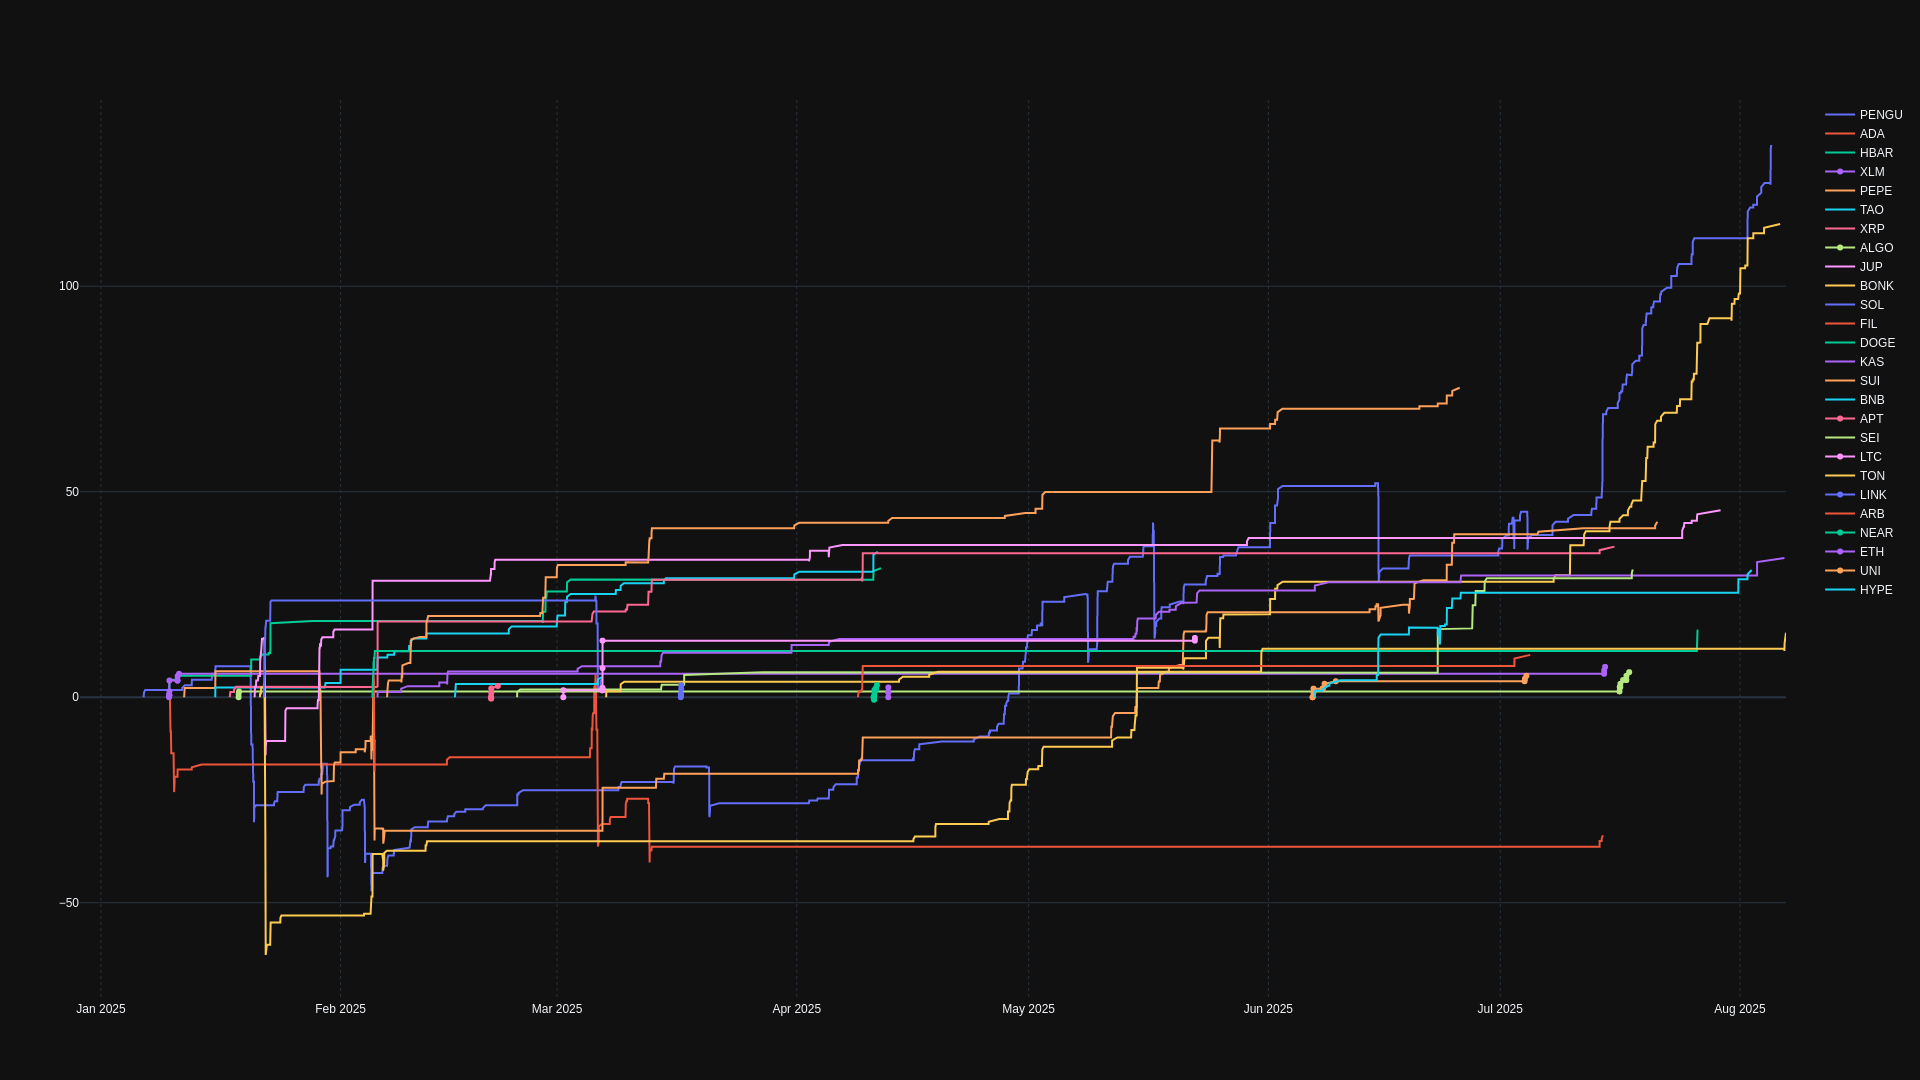 100
50
0
−50
Jan 2025
Feb 2025
Mar 2025
Apr 2025
May 2025
Jun 2025
Jul 2025
Aug 2025
PENGU
ADA
HBAR
XLM
PEPE
TAO
XRP
ALGO
JUP
BONK
SOL
FIL
DOGE
KAS
SUI
BNB
APT
SEI
LTC
TON
LINK
ARB
NEAR
ETH
UNI
HYPE